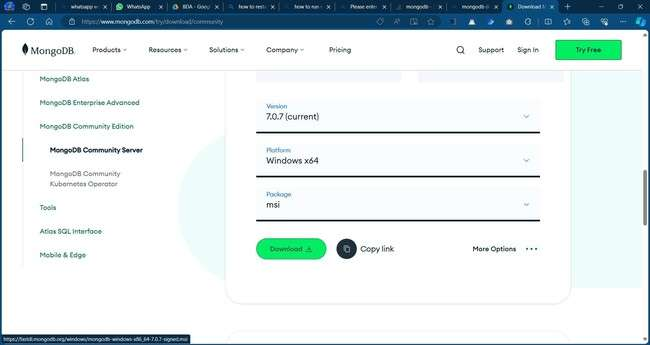 whatsapp w
WhatsApp
BDA - Goo
how to rest
how to run
Please ente
mongodb
mongodb d
Download M
https://www.mongodb.com/try/download/community
MongoDB.
Products
Resources
Solutions
Company
Pricing
Support
Sign In
Try Free
MongoDB Atlas
MongoDB Enterprise Advanced
MongoDB Community Edition
MongoDB Community Server
MongoDB Community
Kubernetes Operator
Tools
Atlas SQL Interface
Mobile & Edge
Version
7.0.7 (current)
Platform
Windows x64
Package
msi
Download
Copy link
More Options
https://fastdl.mongodb.org/windows/mongodb-windows-x86_64-7.0.7-signed.msi